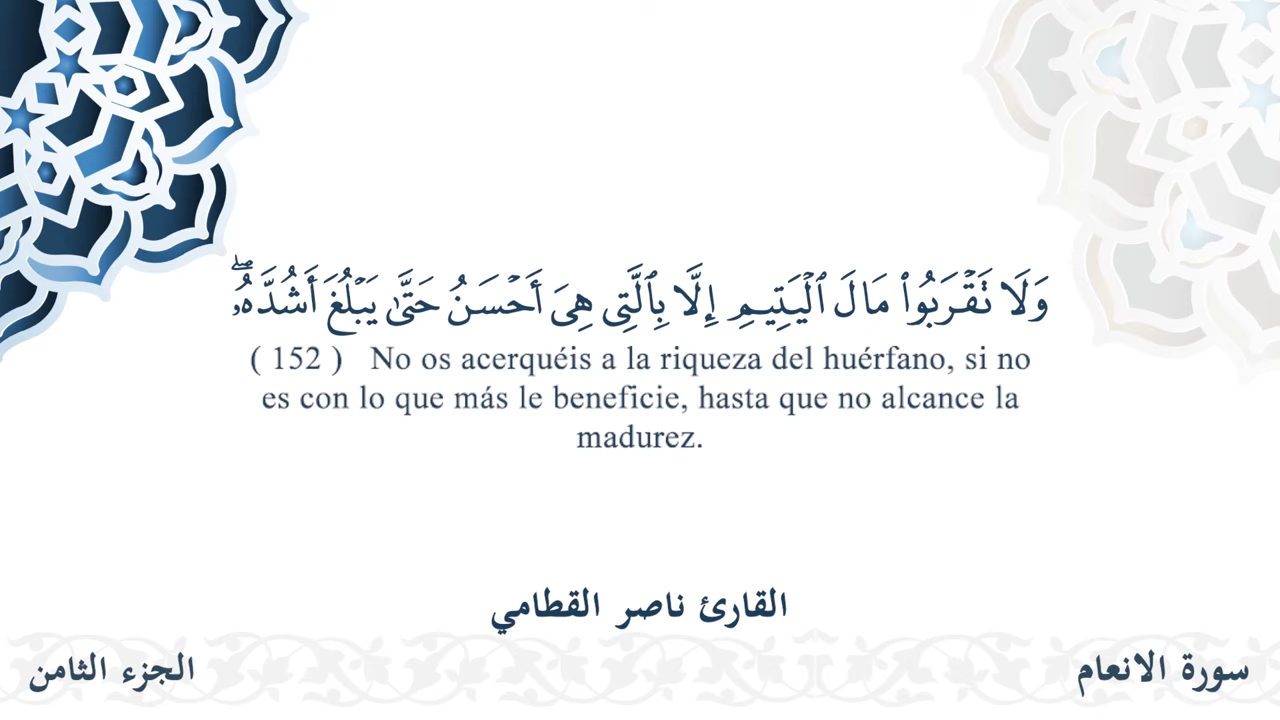 وَلَا تَقْرَبُوا۟ مَالَ ٱلْيَتِيمِ إِلَّا بِٱلَّتِى هِىَ أَحْسَنُ حَتَّىٰ يَبْلُغَ أَشُدَّهُۥ ۖ
( 152 ) No os acerquéis a la riqueza del huérfano, si no
es con lo que más le beneficie, hasta que no alcance la
madurez.
القارئ ناصر القطامي
سورة الانعام
الجزء الثامن